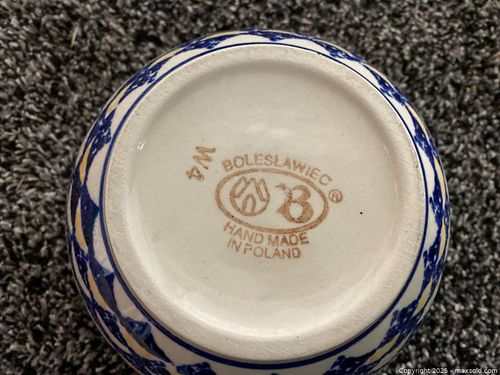 W4
BOLESŁAWIEC
B®
HAND MADE
IN POLAND
Copyright 2025 - maxsold.com